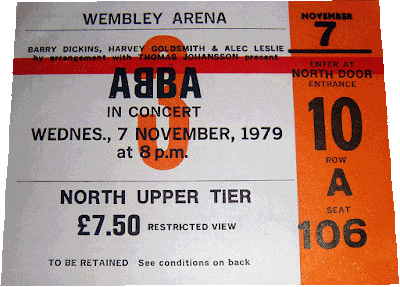 WEMBLEY ARENA
BARRY DICKINS, HARVEY GOLDSMITH & ALEC LESLIE
by arrangement with THOMAS JOHANSSON present
3
ABBA
IN CONCERT
WEDNES., 7 NOVEMBER, 1979
at 8 p.m.
NORTH UPPER TIER
£7.50 RESTRICTED VIEW
TO BE RETAINED See conditions on back
NOVEMBER
7
ENTER AT
NORTH DOOR
ENTRANCE
10
ROW
A
SEAT
106